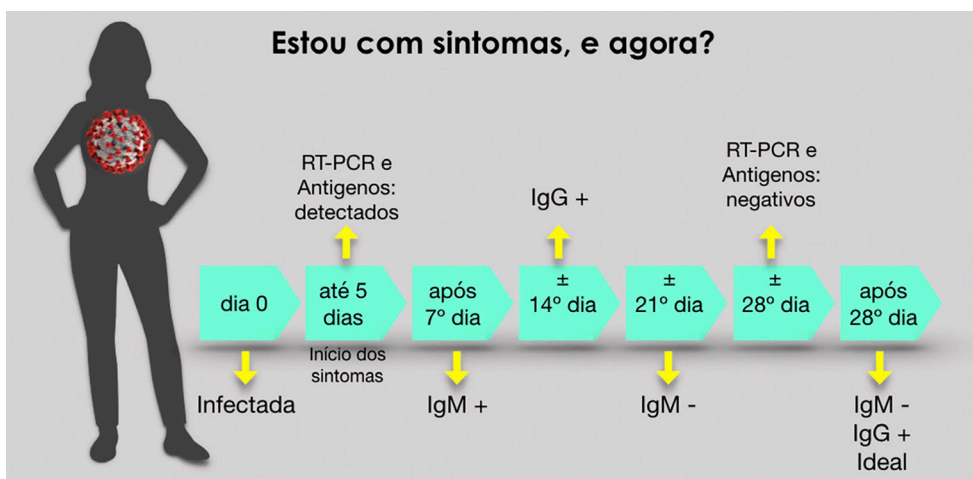 Estou com sintomas, e agora?
RT-PCR e
Antigenos:
detectados
IgG +
RT-PCR e
Antigenos:
negativos
dia 0
até 5
dias
após
7º dia
±
14º dia
±
21º dia
±
28º dia
após
28º dia
Infectada
Início dos
sintomas
IgM +
IgM -
IgM -
IgG +
Ideal